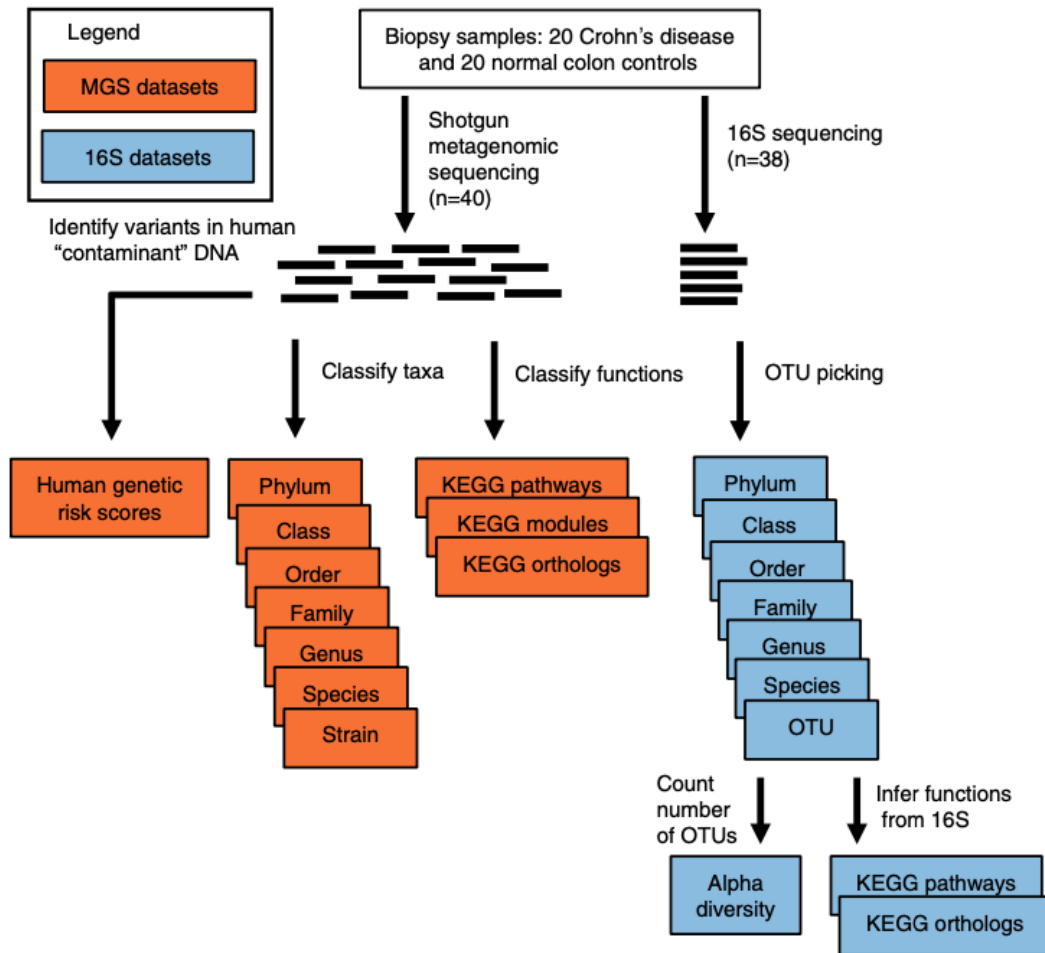 Legend
MGS datasets
16S datasets
Biopsy samples: 20 Crohn's disease
and 20 normal colon controls
Shotgun
metagenomic
sequencing
(n=40)
16S sequencing
(n=38)
Identify variants in human
“contaminant” DNA
Classify taxa
Classify functions
OTU picking
Human genetic
risk scores
Phylum
Class
Order
Family
Genus
Species
Strain
KEGG pathways
KEGG modules
KEGG orthologs
Phylum
Class
Order
Family
Genus
Species
OTU
Count
number
of OTUs
Infer functions
from 16S
Alpha
diversity
KEGG pathways
KEGG orthologs